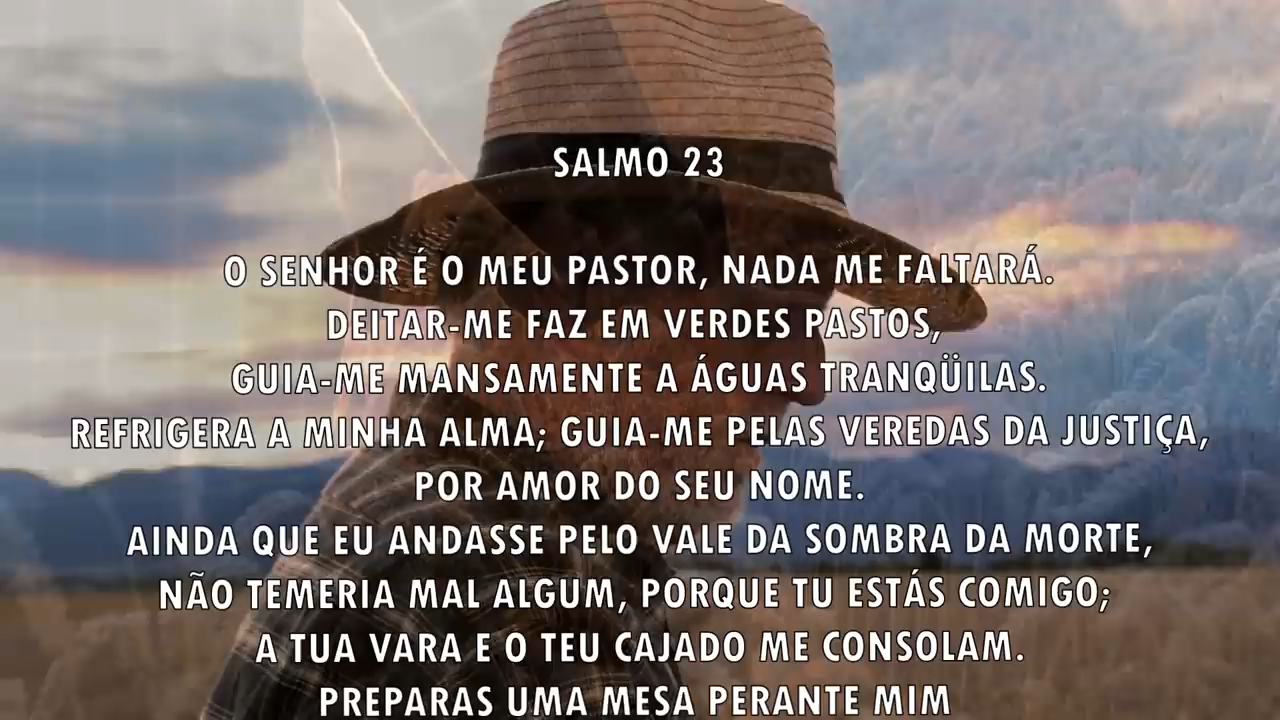 SALMO 23
O SENHOR É O MEU PASTOR, NADA ME FALTARÁ.
DEITAR-ME FAZ EM VERDES PASTOS,
GUIA-ME MANSAMENTE A ÁGUAS TRANQÜILAS.
REFRIGERA A MINHA ALMA; GUIA-ME PELAS VEREDAS DA JUSTIÇA,
POR AMOR DO SEU NOME.
AINDA QUE EU ANDASSE PELO VALE DA SOMBRA DA MORTE,
NÃO TEMERIA MAL ALGUM, PORQUE TU ESTÁS COMIGO;
A TUA VARA E O TEU CAJADO ME CONSOLAM.
PREPARAS UMA MESA PERANTE MIM